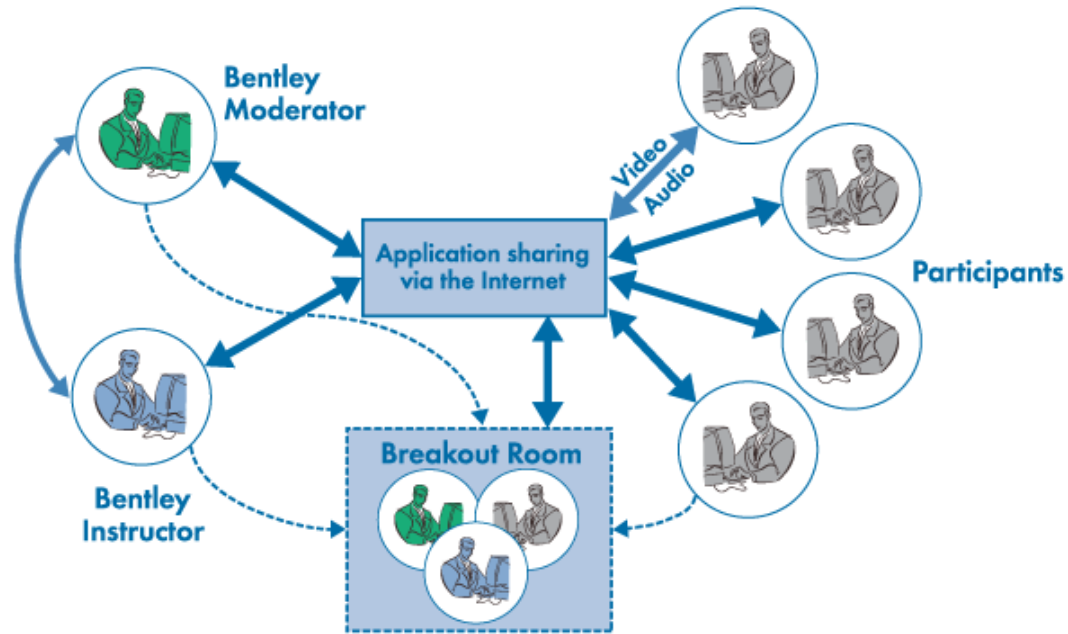 Bentley
Moderator
Video
Audio
Application sharing
via the Internet
Participants
Bentley
Instructor
Breakout Room